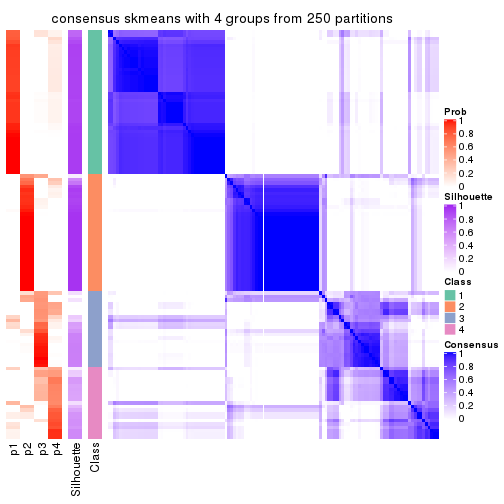 consensus skmeans with 4 groups from 250 partitions
Prob
1
0.8
0.6
0.4
0.2
0
Silhouette
1
0.8
0.6
0.4
0.2
0
Class
1
2
3
4
Consensus
1
0.8
0.6
0.4
0.2
0
p1
p2
p3
p4
Silhouette
Class